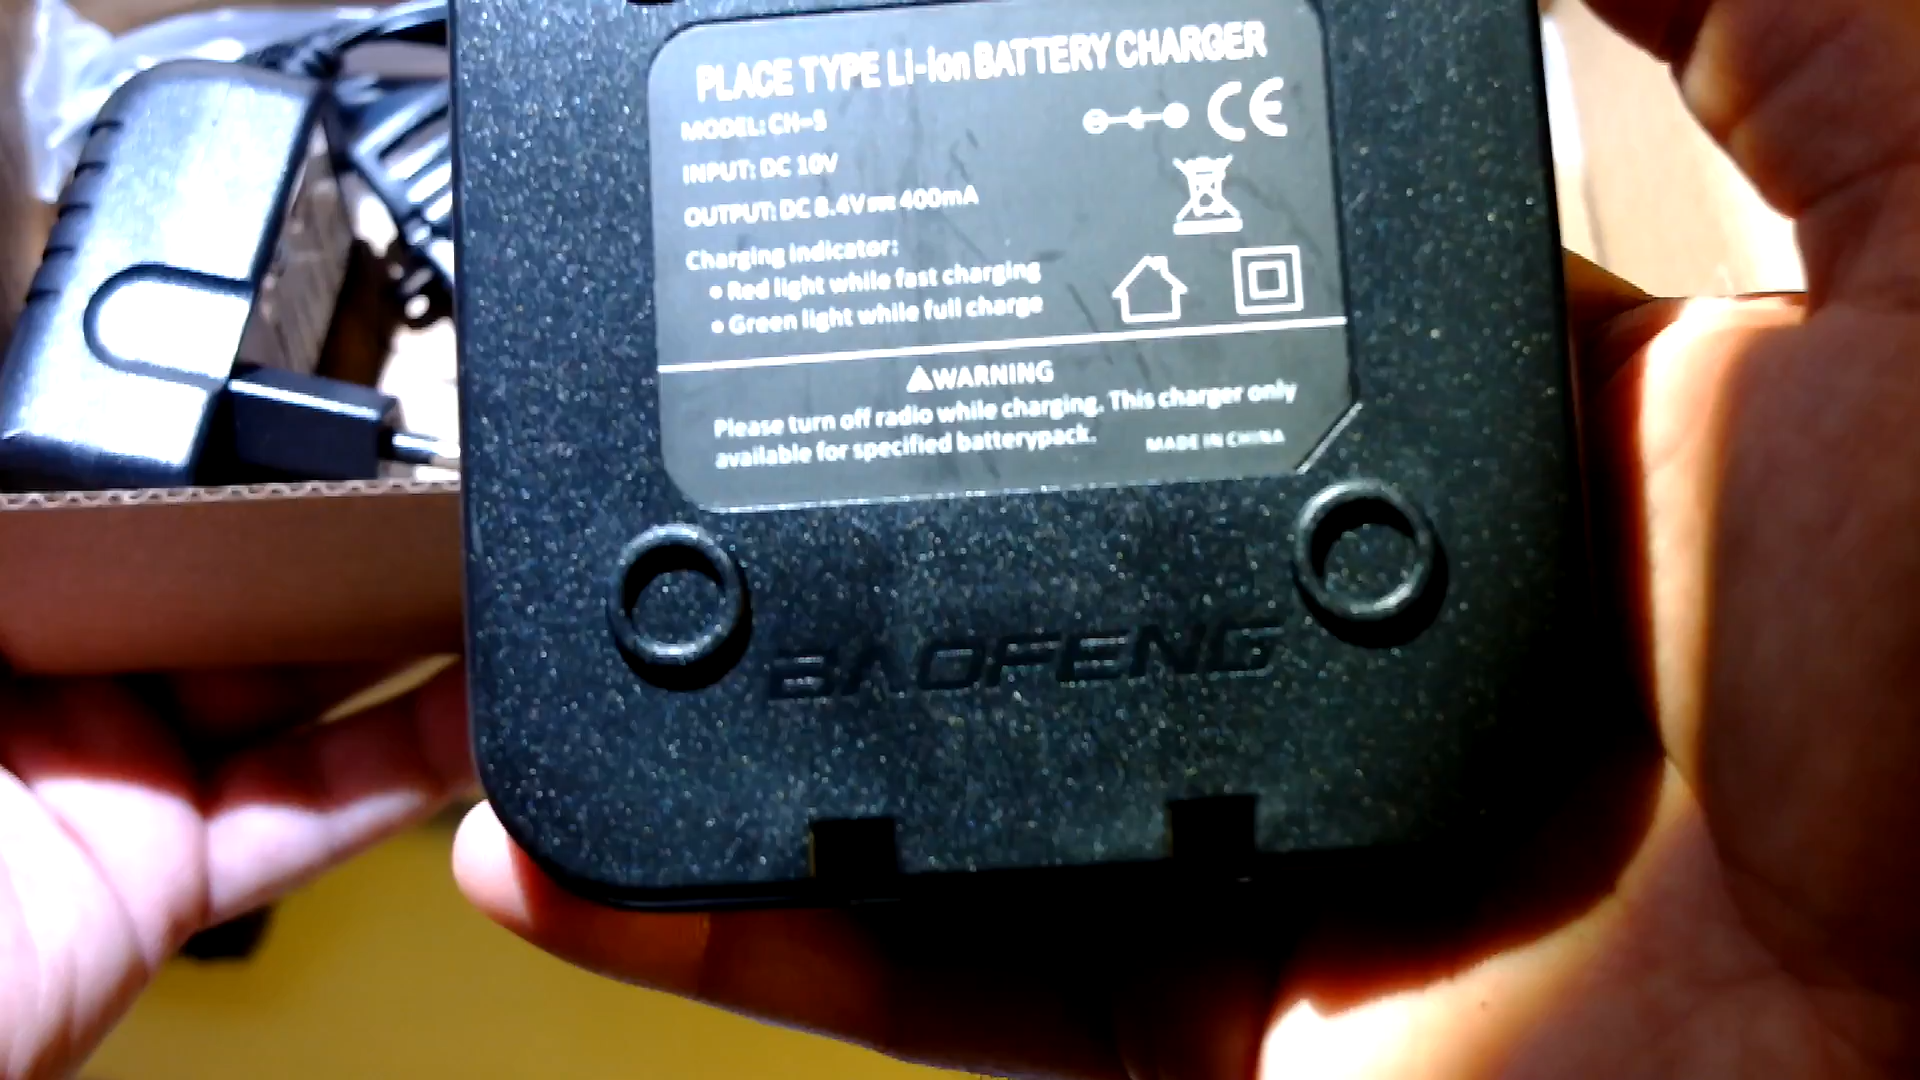 PLACE TYPE Li-ion BATTERY CHARGER
MODEL: CH-5
CE
INPUT: DC 10V
OUTPUT: DC 8.4V⎓400mA
Charging indicator:
• Red light while fast charging
• Green light while full charge
⚠WARNING
Please turn off radio while charging. This charger only
available for specified batterypack.
MADE IN CHINA
BAOFENG